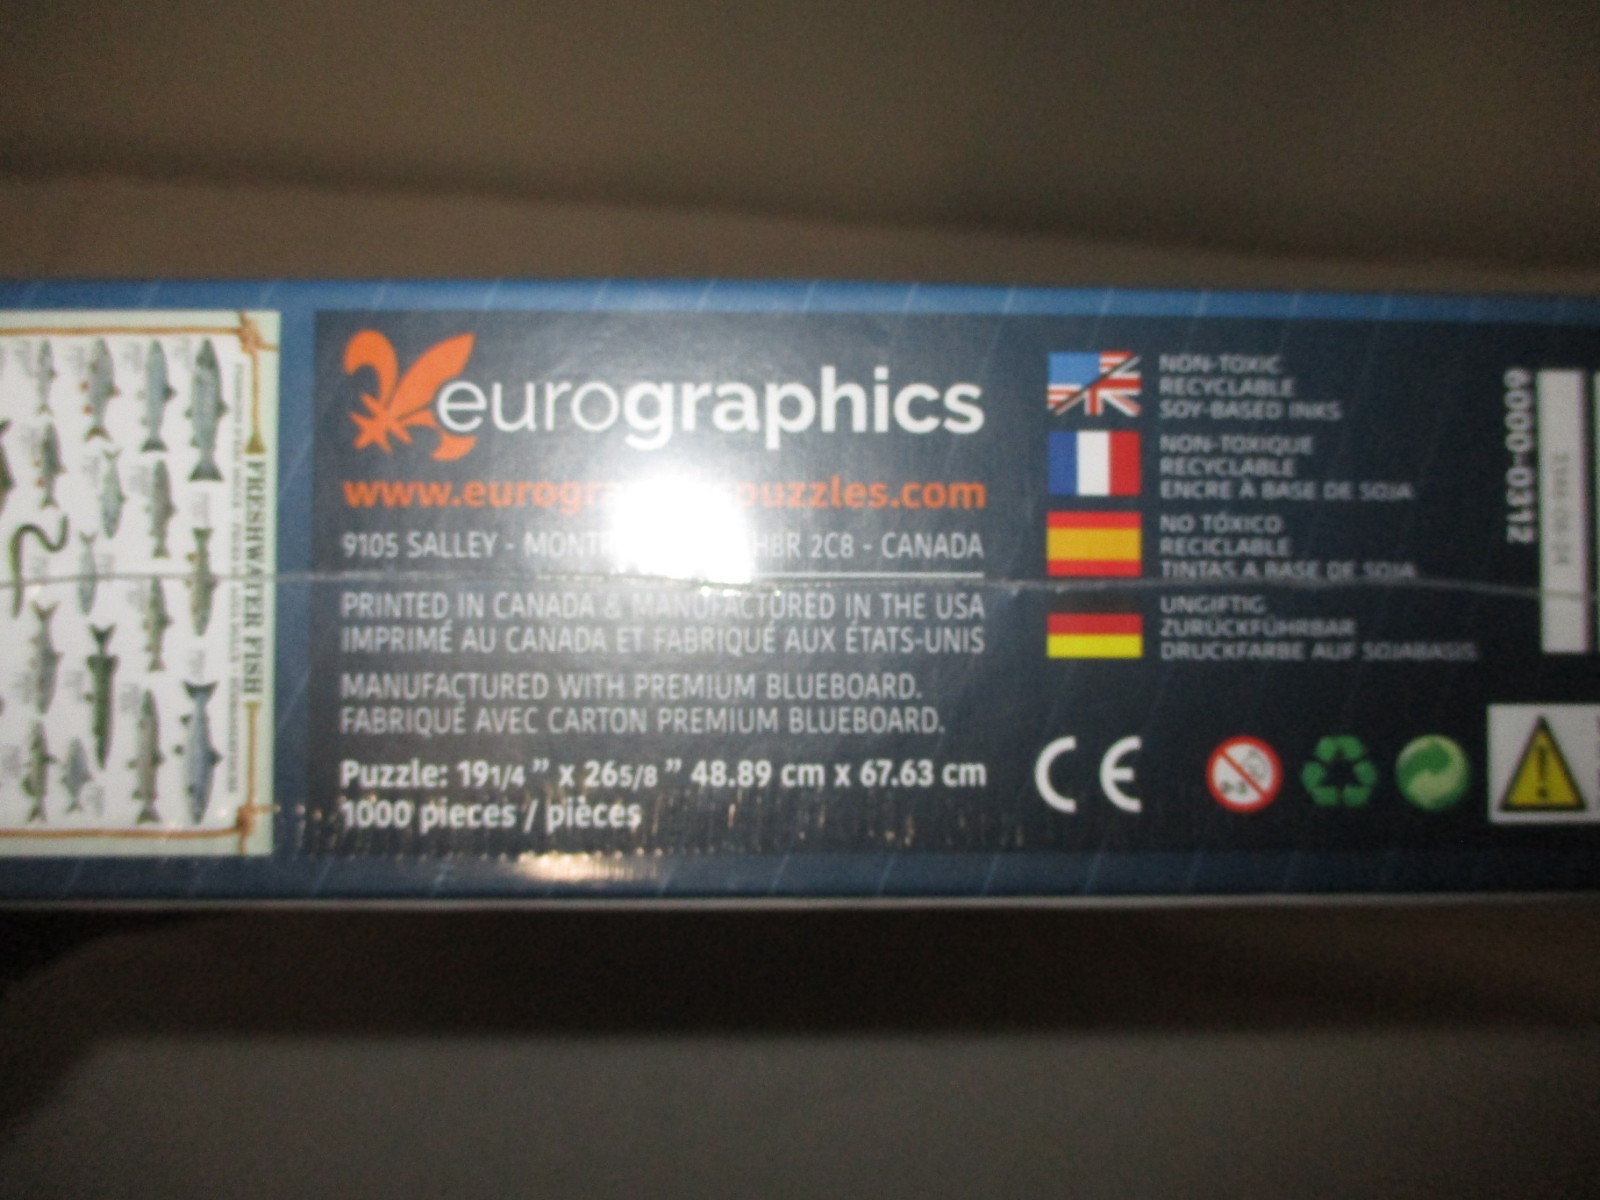 FRESHWATER FISH
eurographics
www.eurogra puzzles.com
9105 SALLEY - MONT H8R 2C8 - CANADA
PRINTED IN CANADA & MANUFACTURED IN THE USA
IMPRIMÉ AU CANADA ET FABRIQUÉ AUX ÉTATS-UNIS
MANUFACTURED WITH PREMIUM BLUEBOARD.
FABRIQUÉ AVEC CARTON PREMIUM BLUEBOARD.
Puzzle: 19 1/4 ” x 26 5/8 ” 48.89 cm x 67.63 cm
1000 pieces / pièces
NON-TOXIC
RECYCLABLE
SOY-BASED INKS
NON-TOXIQUE
RECYCLABLE
ENCRE À BASE DE SOJA
NO TÓXICO
RECICLABLE
TINTAS A BASE DE SOJA
UNGIFTIG
ZURÜCKFÜHRBAR
DRUCKFARBE AUF SOJABASIS
CE
0-3
6000-0312